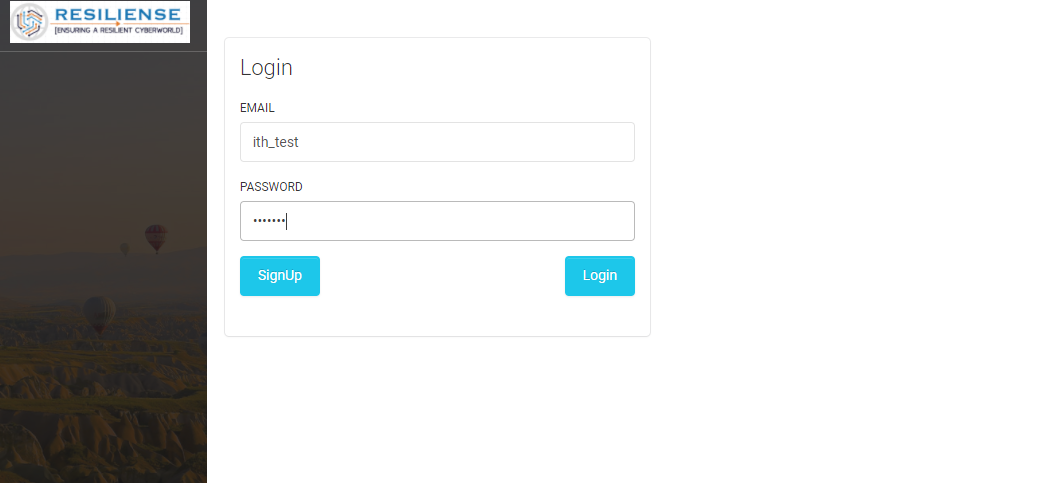 RESILIENSE
[ENSURING A RESILIENT CYBERWORLD]
Login
EMAIL
ith_test
PASSWORD
•••••••
SignUp
Login